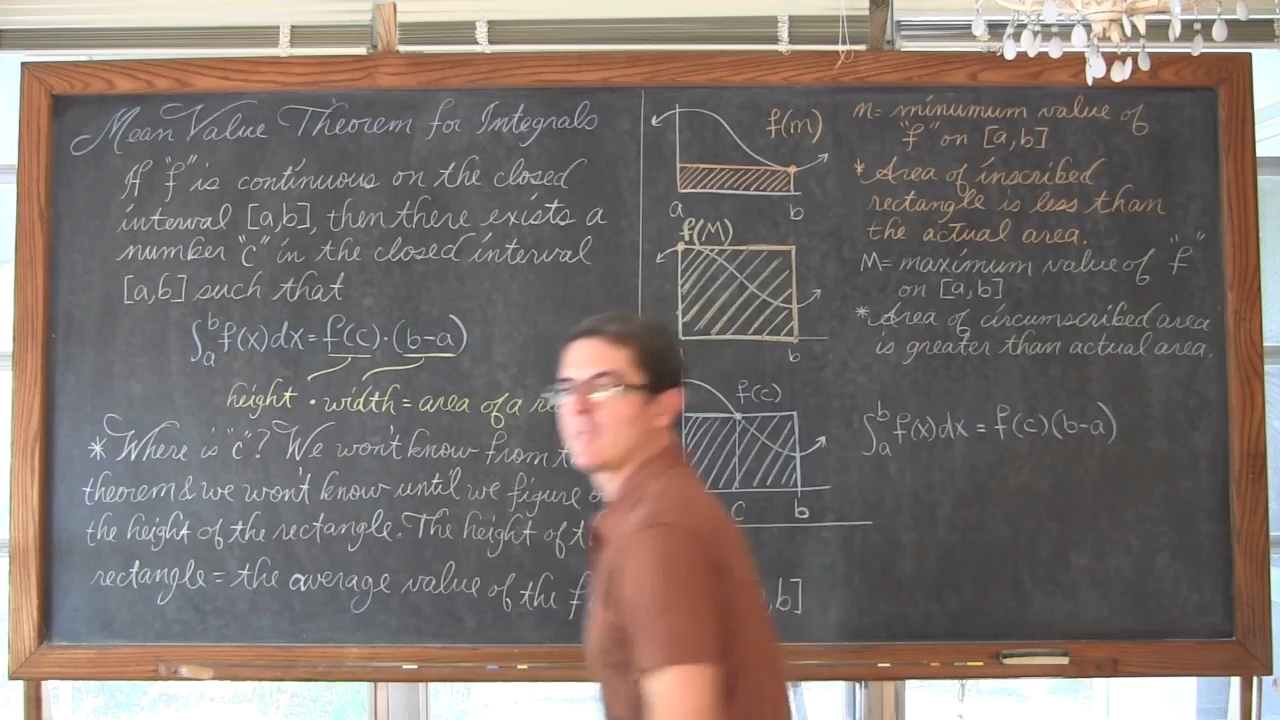 Mean Value Theorem for Integrals
If "f" is continuous on the closed
interval [a,b], then there exists a
number "c" in the closed interval
[a,b] such that
∫ₐᵇ f(x)dx = f(c)·(b-a)
height · width = area of a
* Where is "c"? We won't know from
theorem & we won't know until we figure
the height of the rectangle. The height of
rectangle = the average value of the
,b]
f(m)
a b
f(M)
b
f(c)
c b
m = minumum value of
"f" on [a,b]
* Area of inscribed
rectangle is less than
the actual area.
M = maximum value of "f"
on [a,b]
* Area of circumscribed area
is greater than actual area.
∫ₐᵇ f(x)dx = f(c)(b-a)